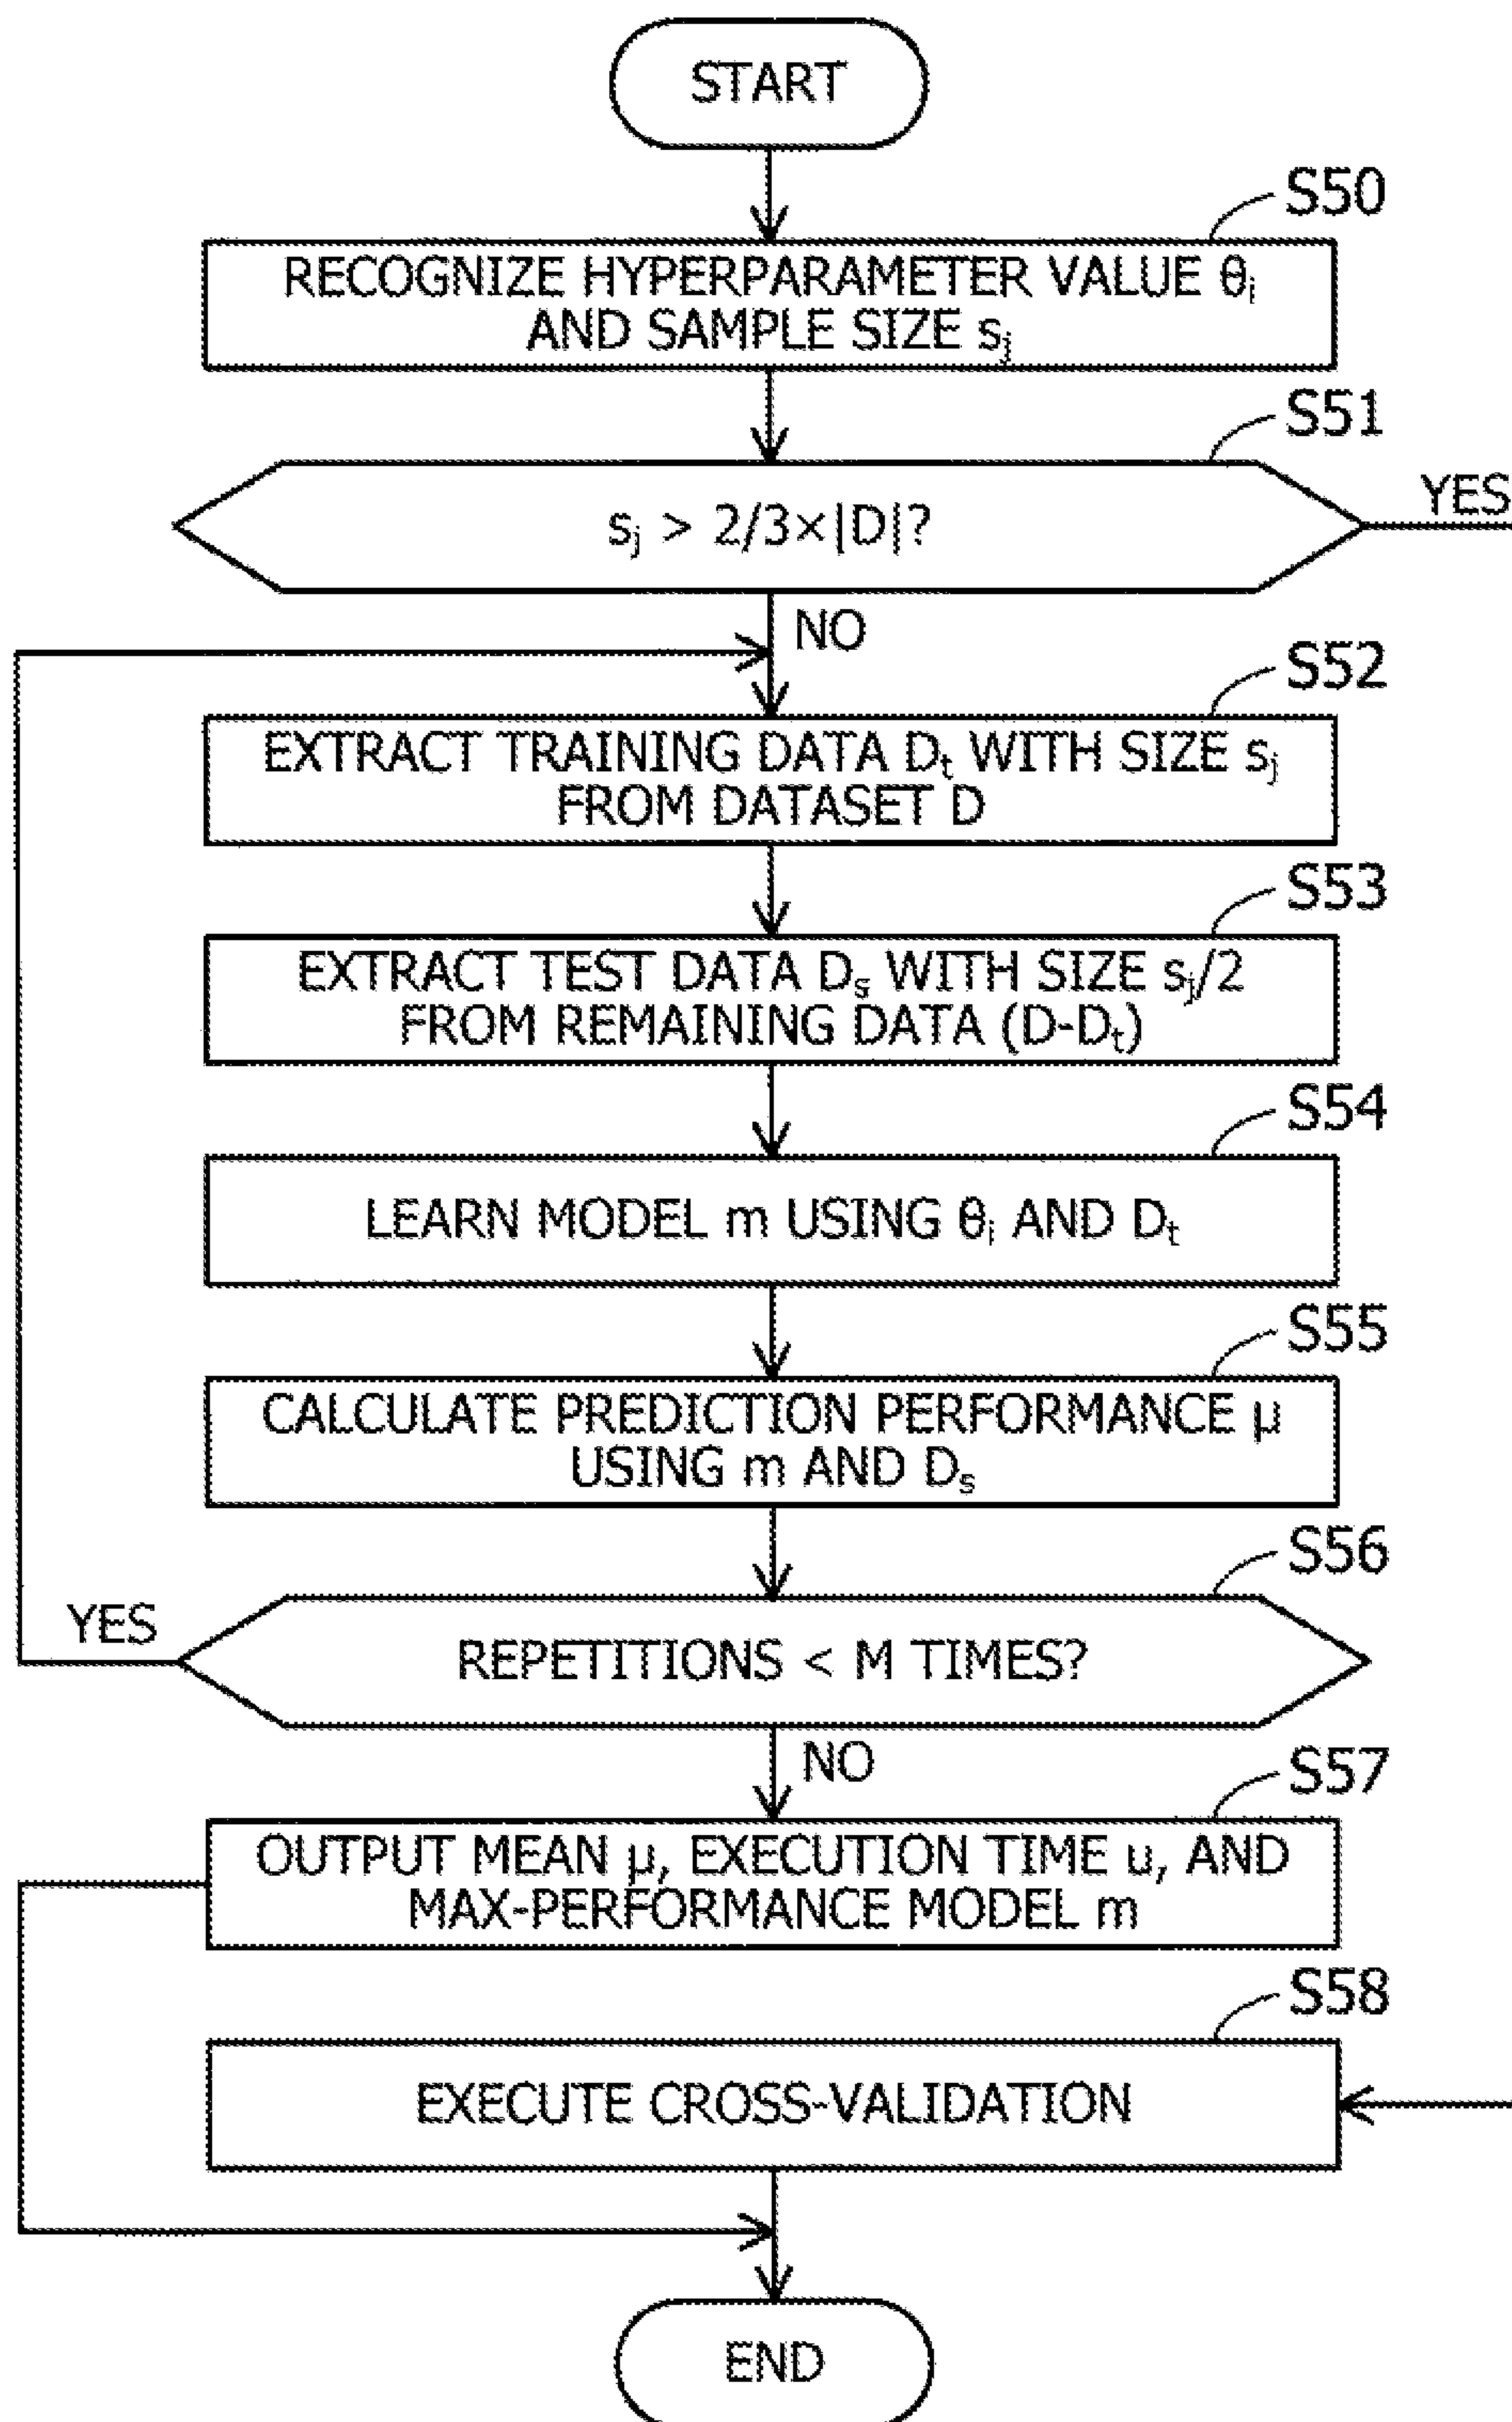 START
S50
RECOGNIZE HYPERPARAMETER VALUE θi
AND SAMPLE SIZE sj
S51
sj > 2/3×|D|?
YES
NO
S52
EXTRACT TRAINING DATA Dt WITH SIZE sj
FROM DATASET D
S53
EXTRACT TEST DATA Ds WITH SIZE sj/2
FROM REMAINING DATA (D-Dt)
S54
LEARN MODEL m USING θi AND Dt
S55
CALCULATE PREDICTION PERFORMANCE μ
USING m AND Ds
S56
YES
REPETITIONS < M TIMES?
NO
S57
OUTPUT MEAN μ, EXECUTION TIME u, AND
MAX-PERFORMANCE MODEL m
S58
EXECUTE CROSS-VALIDATION
END